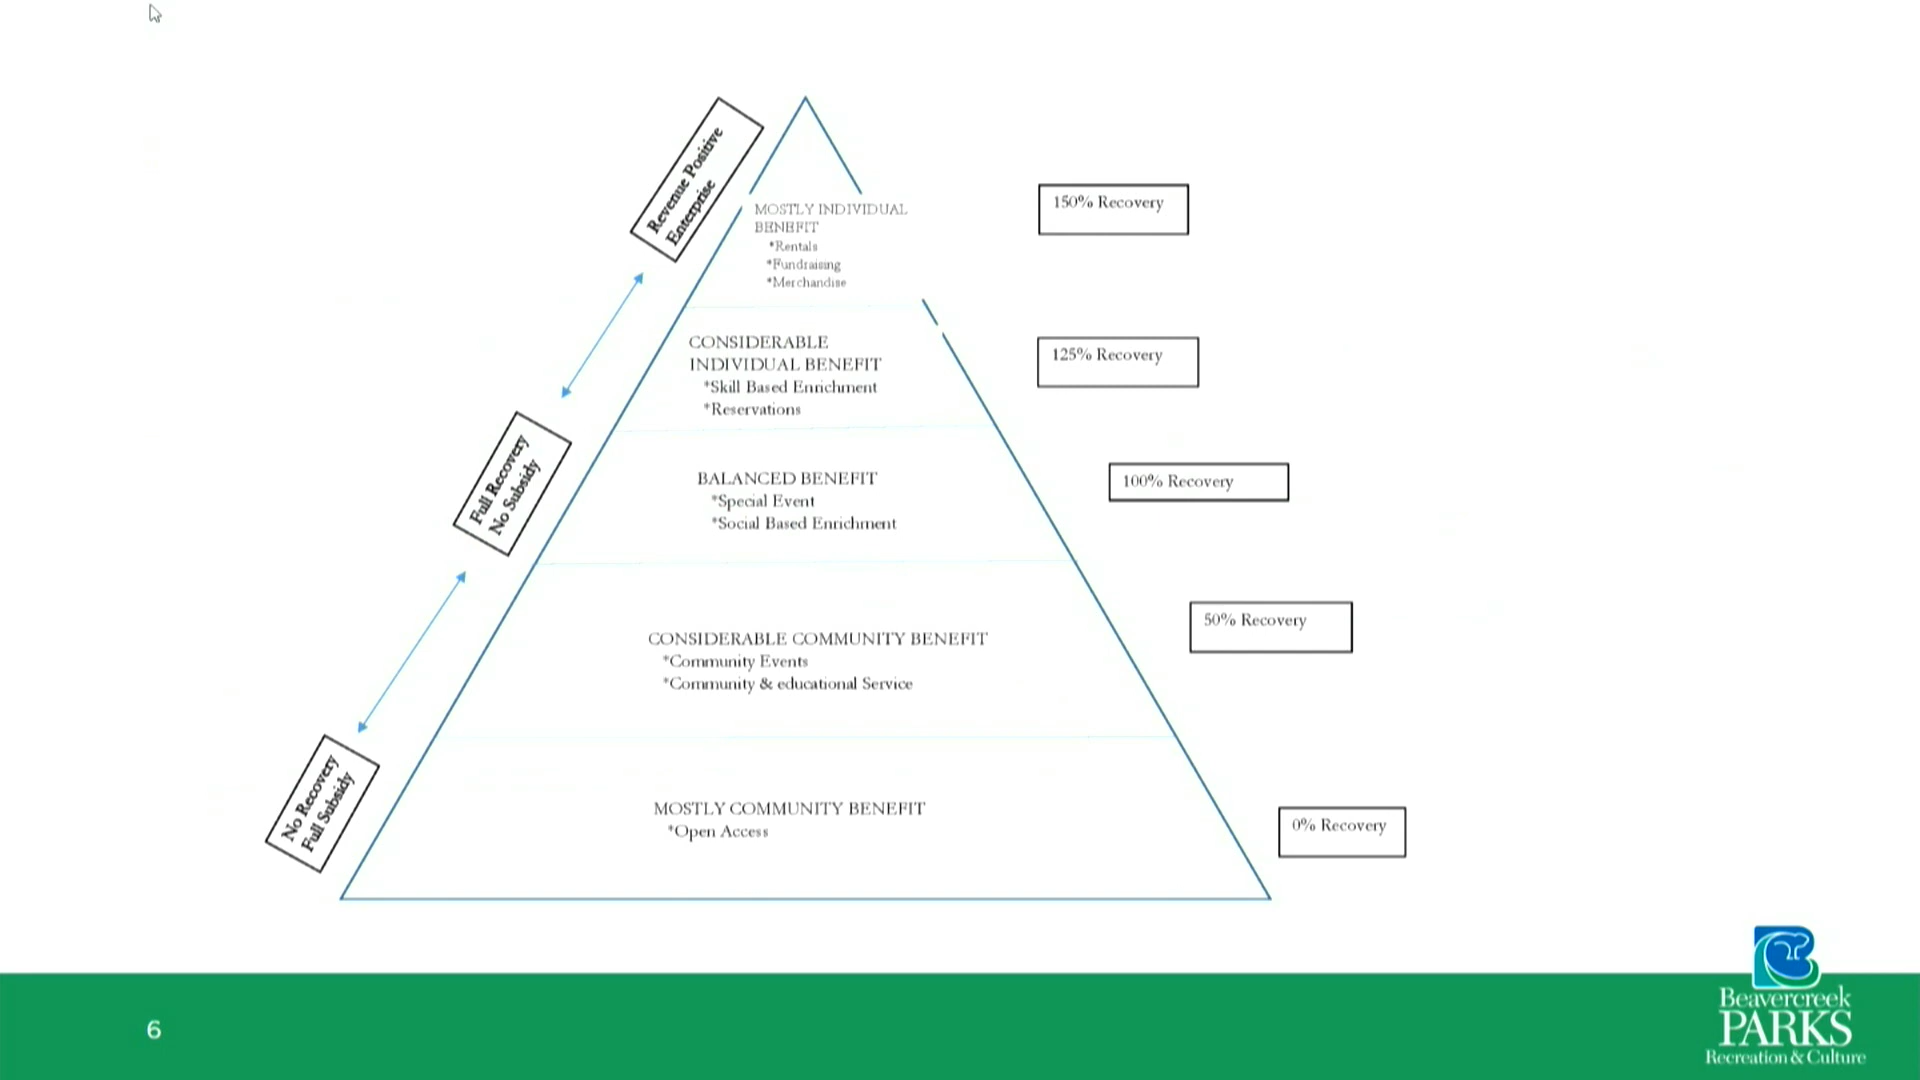 Revenue Positive
Enterprise
MOSTLY INDIVIDUAL
BENEFIT
*Rentals
*Fundraising
*Merchandise
150% Recovery
CONSIDERABLE
INDIVIDUAL BENEFIT
*Skill Based Enrichment
*Reservations
125% Recovery
Full Recovery
No Subsidy
BALANCED BENEFIT
*Special Event
*Social Based Enrichment
100% Recovery
CONSIDERABLE COMMUNITY BENEFIT
*Community Events
*Community & educational Service
50% Recovery
No Recovery
Full Subsidy
MOSTLY COMMUNITY BENEFIT
*Open Access
0% Recovery
6
Beavercreek
PARKS
Recreation & Culture